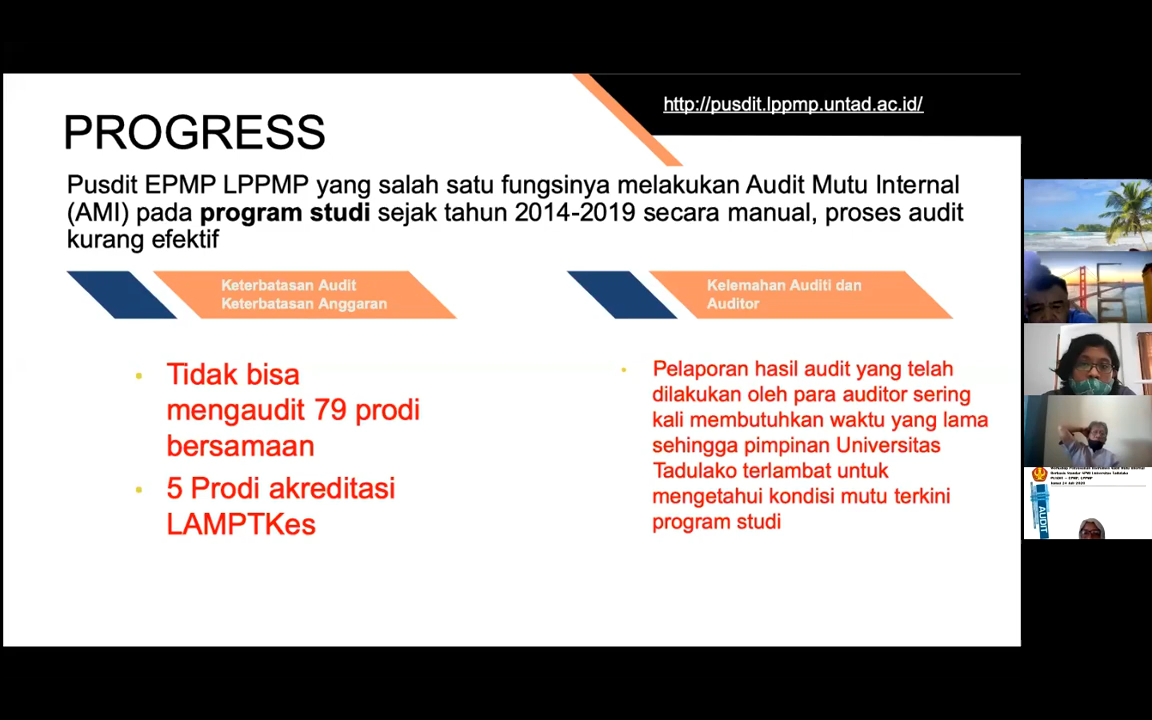 http://pusdit.lppmp.untad.ac.id/
PROGRESS
Pusdit EPMP LPPMP yang salah satu fungsinya melakukan Audit Mutu Internal
(AMI) pada program studi sejak tahun 2014-2019 secara manual, proses audit
kurang efektif
Keterbatasan Audit
Keterbatasan Anggaran
• Tidak bisa
mengaudit 79 prodi
bersamaan
• 5 Prodi akreditasi
LAMPTKes
Kelemahan Auditi dan
Auditor
• Pelaporan hasil audit yang telah
dilakukan oleh para auditor sering
kali membutuhkan waktu yang lama
sehingga pimpinan Universitas
Tadulako terlambat untuk
mengetahui kondisi mutu terkini
program studi
AUDIT